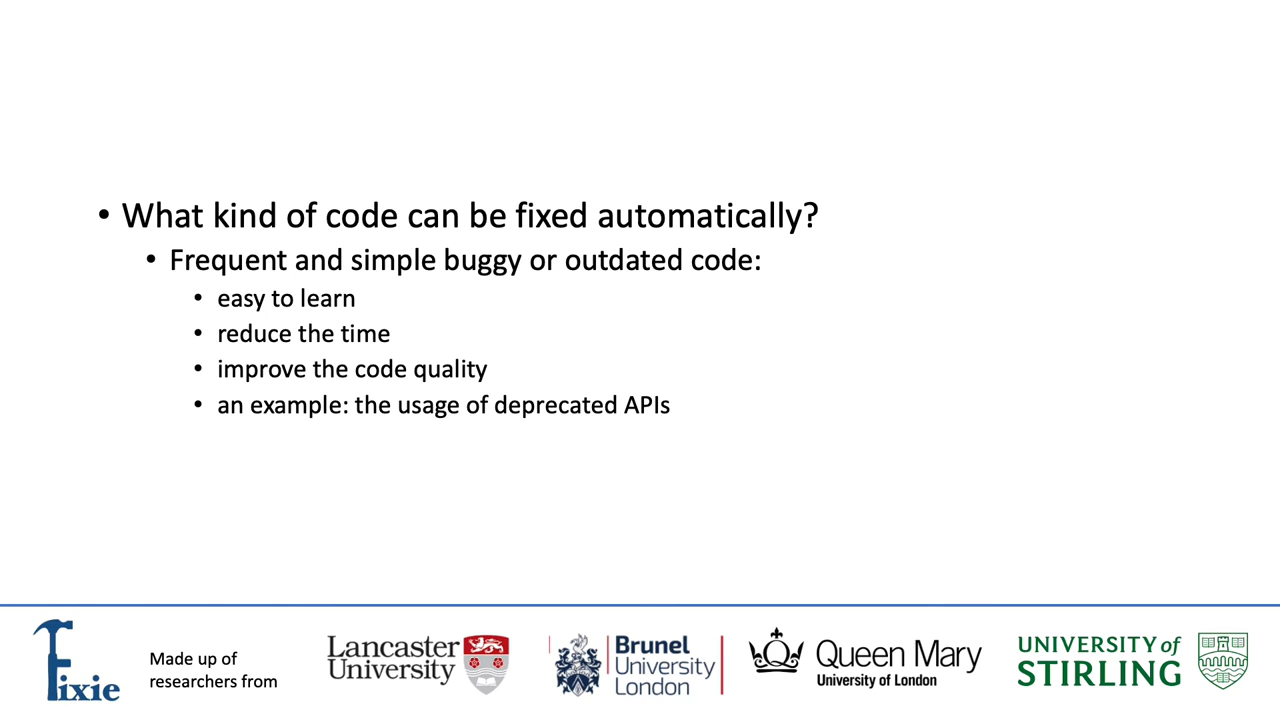 • What kind of code can be fixed automatically?
• Frequent and simple buggy or outdated code:
• easy to learn
• reduce the time
• improve the code quality
• an example: the usage of deprecated APIs
Fixie
Made up of
researchers from
Lancaster
University
Brunel
University
London
Queen Mary
University of London
UNIVERSITY of
STIRLING